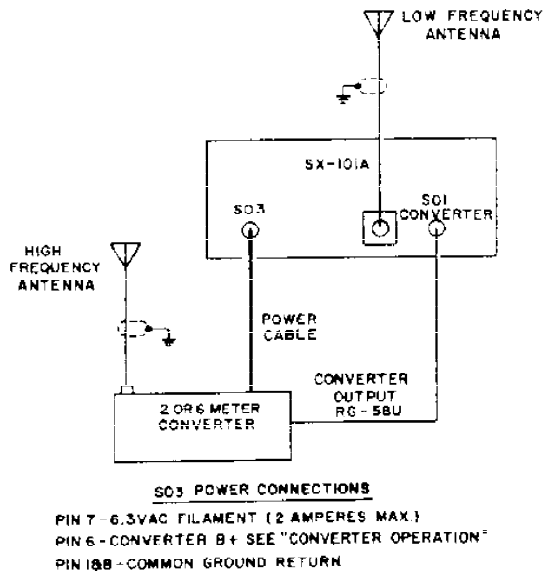 LOW FREQUENCY
ANTENNA
SX-101A
SO3
SO1
CONVERTER
HIGH
FREQUENCY
ANTENNA
POWER
CABLE
CONVERTER
OUTPUT
RG-58U
2 OR 6 METER
CONVERTER
SO3 POWER CONNECTIONS
PIN 7-6.3VAC FILAMENT (2 AMPERES MAX.)
PIN 6-CONVERTER B+ SEE "CONVERTER OPERATION"
PIN 1&8-COMMON GROUND RETURN